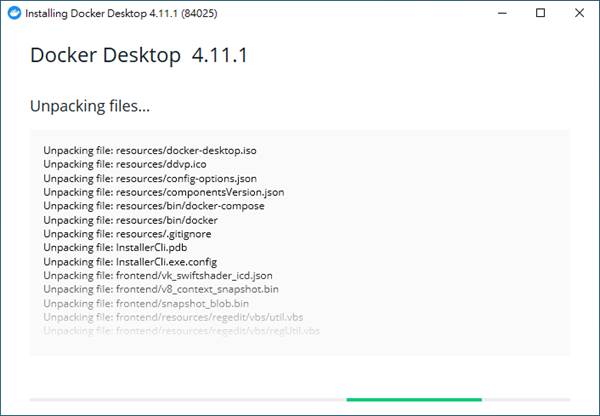 Installing Docker Desktop 4.11.1 (84025)
Docker Desktop 4.11.1
Unpacking files...
Unpacking file: resources/docker-desktop.iso
Unpacking file: resources/ddvp.ico
Unpacking file: resources/config-options.json
Unpacking file: resources/componentsVersion.json
Unpacking file: resources/bin/docker-compose
Unpacking file: resources/bin/docker
Unpacking file: resources/.gitignore
Unpacking file: InstallerCli.pdb
Unpacking file: InstallerCli.exe.config
Unpacking file: frontend/vk_swiftshader_icd.json
Unpacking file: frontend/v8_context_snapshot.bin
Unpacking file: frontend/snapshot_blob.bin
Unpacking file: frontend/resources/regedit/vbs/util.vbs
Unpacking file: frontend/resources/regedit/vbs/regUtil.vbs